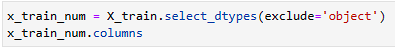 x_train_num = X_train.select_dtypes(exclude='object')
x_train_num.columns